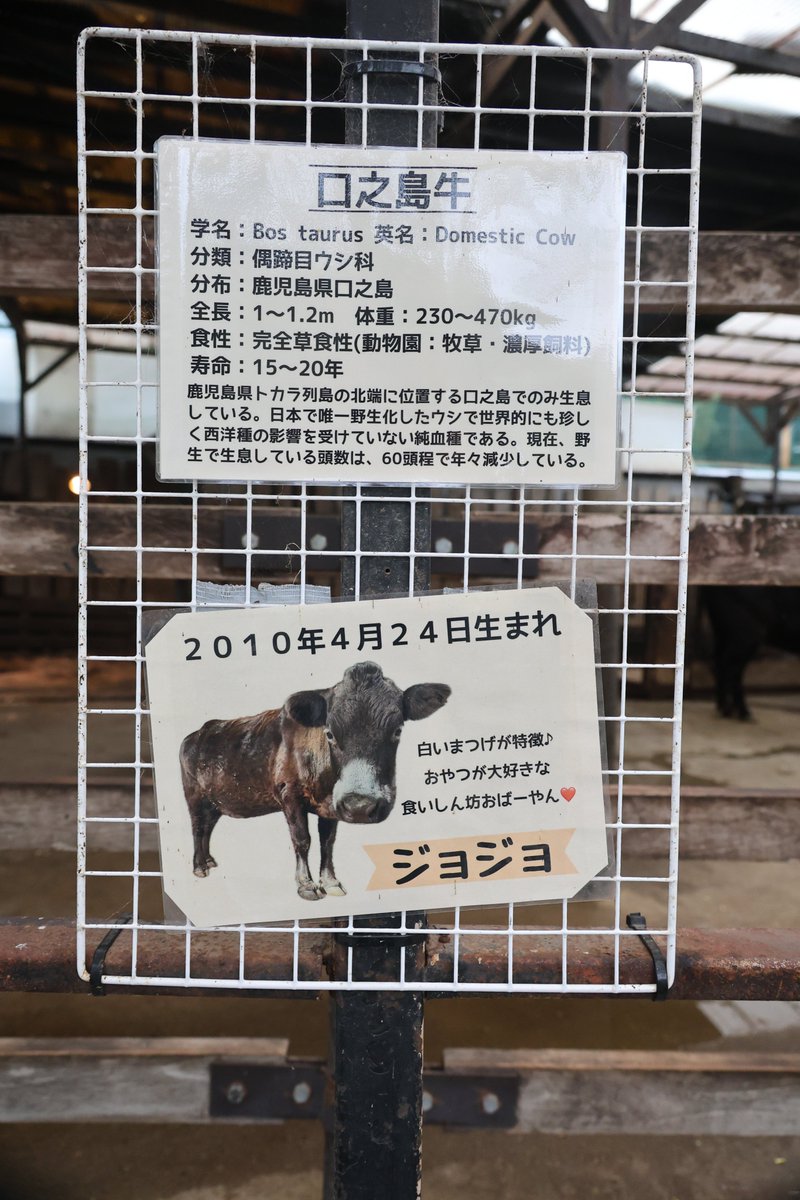 口之島牛
学名：Bos taurus 英名：Domestic Cow
分類：偶蹄目ウシ科
分布：鹿児島県口之島
全長：1～1.2m 体重：230～470kg
食性：完全草食性(動物園：牧草・濃厚飼料)
寿命：15～20年
鹿児島県トカラ列島の北端に位置する口之島でのみ生息
している。日本で唯一野生化したウシで世界的にも珍し
く西洋種の影響を受けていない純血種である。現在、野
生で生息している頭数は、60頭程で年々減少している。
２０１０年４月２４日生まれ
白いまつげが特徴♪
おやつが大好きな
食いしん坊おばーやん❤
ジョジョ